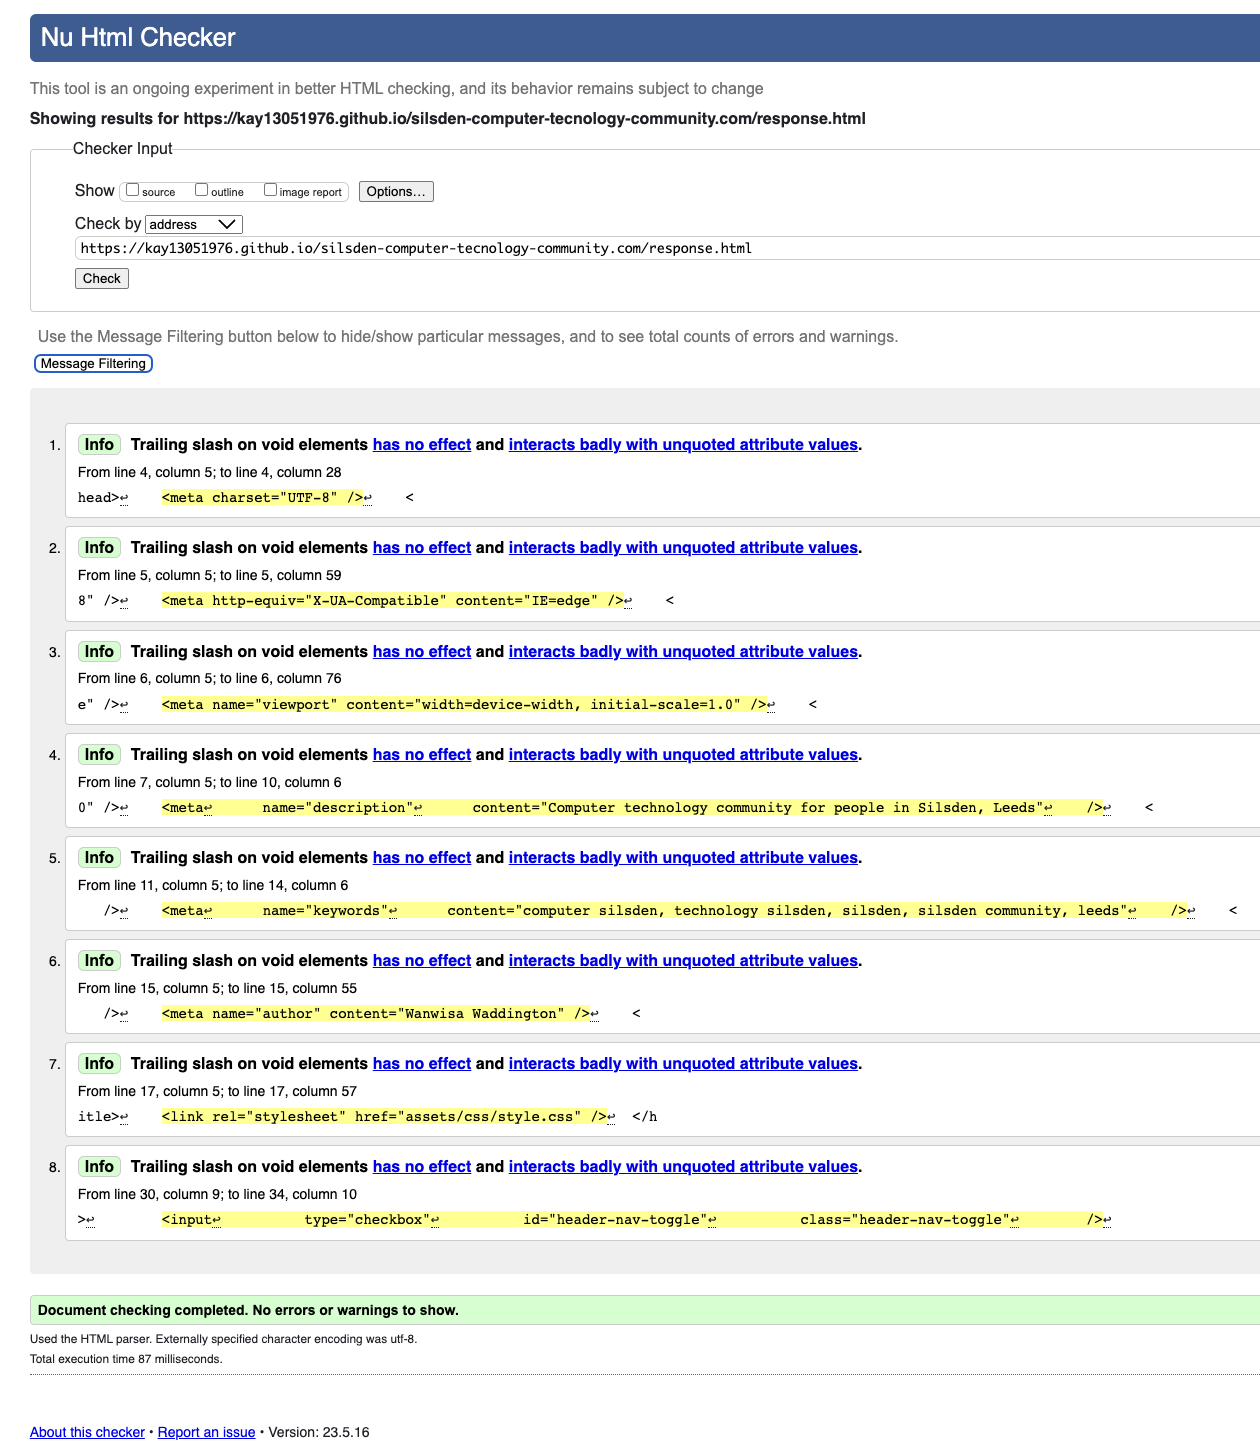 Nu Html Checker
This tool is an ongoing experiment in better HTML checking, and its behavior remains subject to change
Showing results for https://kay13051976.github.io/silsden-computer-tecnology-community.com/response.html
Checker Input
Show source outline image report Options...
Check by address
https://kay13051976.github.io/silsden-computer-tecnology-community.com/response.html
Check
Use the Message Filtering button below to hide/show particular messages, and to see total counts of errors and warnings.
Message Filtering
1. Info Trailing slash on void elements has no effect and interacts badly with unquoted attribute values.
From line 4, column 5; to line 4, column 28
head>↩    <meta charset="UTF-8" />↩    <
2. Info Trailing slash on void elements has no effect and interacts badly with unquoted attribute values.
From line 5, column 5; to line 5, column 59
8" />↩    <meta http-equiv="X-UA-Compatible" content="IE=edge" />↩    <
3. Info Trailing slash on void elements has no effect and interacts badly with unquoted attribute values.
From line 6, column 5; to line 6, column 76
e" />↩    <meta name="viewport" content="width=device-width, initial-scale=1.0" />↩    <
4. Info Trailing slash on void elements has no effect and interacts badly with unquoted attribute values.
From line 7, column 5; to line 10, column 6
0" />↩    <meta↩      name="description"↩      content="Computer technology community for people in Silsden, Leeds"↩    />↩    <
5. Info Trailing slash on void elements has no effect and interacts badly with unquoted attribute values.
From line 11, column 5; to line 14, column 6
/>↩    <meta↩      name="keywords"↩      content="computer silsden, technology silsden, silsden, silsden community, leeds"↩    />↩    <
6. Info Trailing slash on void elements has no effect and interacts badly with unquoted attribute values.
From line 15, column 5; to line 15, column 55
/>↩    <meta name="author" content="Wanwisa Waddington" />↩    <
7. Info Trailing slash on void elements has no effect and interacts badly with unquoted attribute values.
From line 17, column 5; to line 17, column 57
itle>↩    <link rel="stylesheet" href="assets/css/style.css" />↩  </h
8. Info Trailing slash on void elements has no effect and interacts badly with unquoted attribute values.
From line 30, column 9; to line 34, column 10
>↩        <input↩          type="checkbox"↩          id="header-nav-toggle"↩          class="header-nav-toggle"↩        />↩
Document checking completed. No errors or warnings to show.
Used the HTML parser. Externally specified character encoding was utf-8.
Total execution time 87 milliseconds.
About this checker • Report an issue • Version: 23.5.16